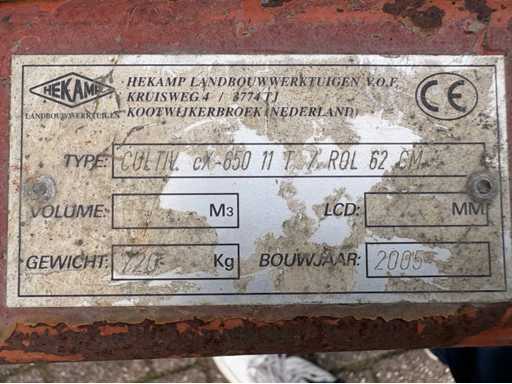 HEKAMP
LANDBOUWWERKTUIGEN
HEKAMP LANDBOUWWERKTUIGEN V.O.F.
KRUISWEG 4 / 3774 TJ
KOOTWIJKERBROEK (NEDERLAND)
CE
TYPE: CULTIV. cX-650 11 T / ROL 62 CM
VOLUME: M3 LCD: MM
GEWICHT: 720 Kg BOUWJAAR: 2005